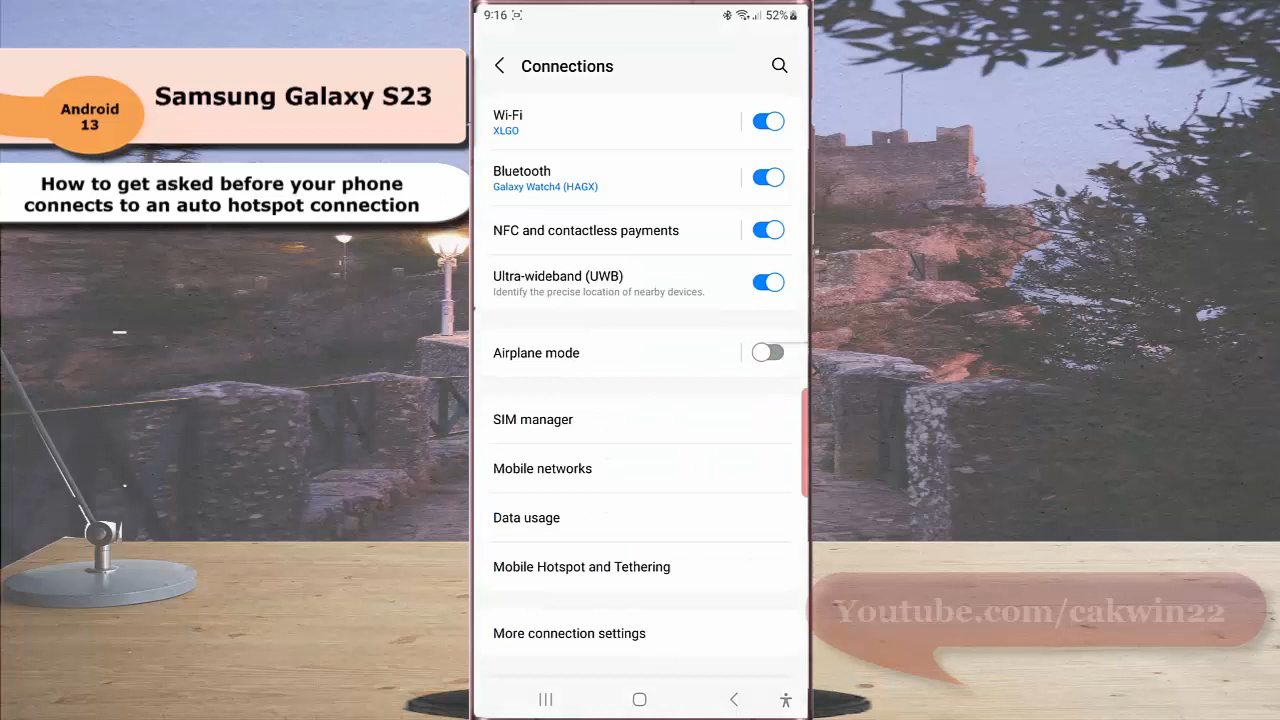 Samsung Galaxy S23
Android
13
How to get asked before your phone
connects to an auto hotspot connection
9:16
52%
Connections
Wi-Fi
XLGO
Bluetooth
Galaxy Watch4 (HAGX)
NFC and contactless payments
Ultra-wideband (UWB)
Identify the precise location of nearby devices.
Airplane mode
SIM manager
Mobile networks
Data usage
Mobile Hotspot and Tethering
More connection settings
Youtube.com/cakwin22